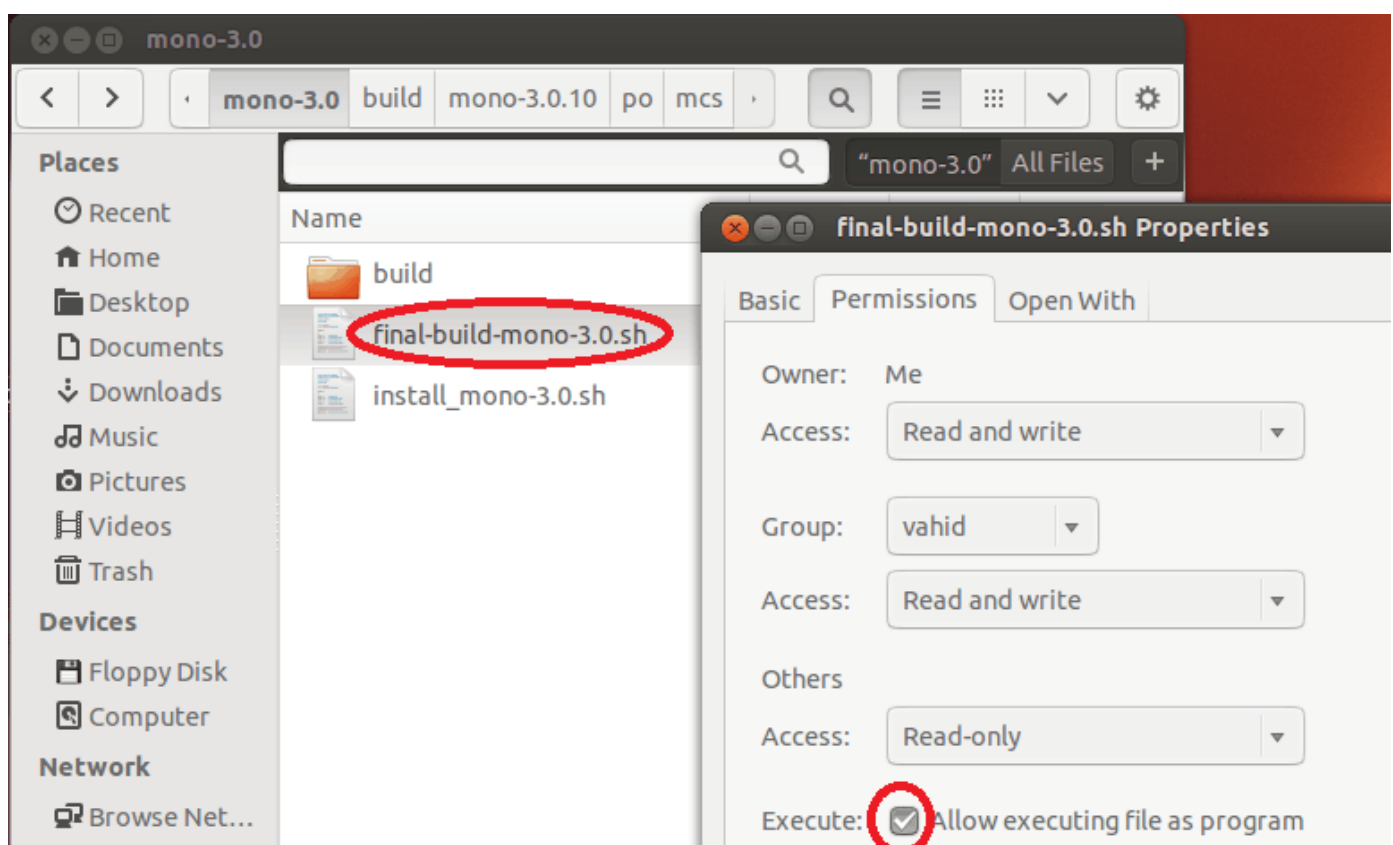 mono-3.0
mono-3.0 build mono-3.0.10 po mcs
"mono-3.0" All Files +
Places
Recent
Home
Desktop
Documents
Downloads
Music
Pictures
Videos
Trash
Devices
Floppy Disk
Computer
Network
Browse Net...
Name
build
final-build-mono-3.0.sh
install_mono-3.0.sh
final-build-mono-3.0.sh Properties
Basic Permissions Open With
Owner: Me
Access: Read and write
Group: vahid
Access: Read and write
Others
Access: Read-only
Execute: Allow executing file as program